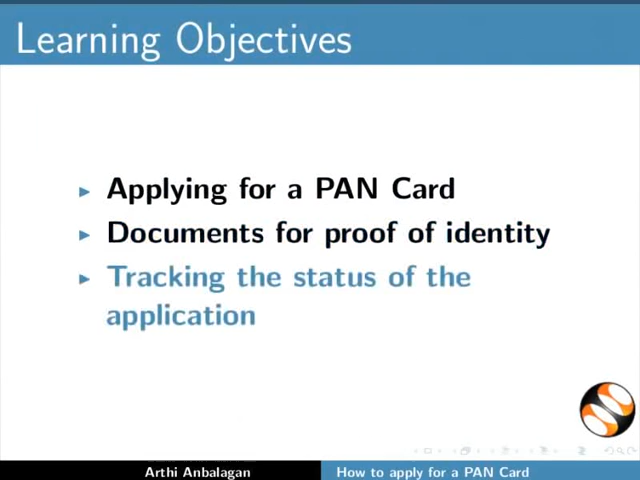 Learning Objectives
Applying for a PAN Card
Documents for proof of identity
Tracking the status of the
application
Arthi Anbalagan
How to apply for a PAN Card